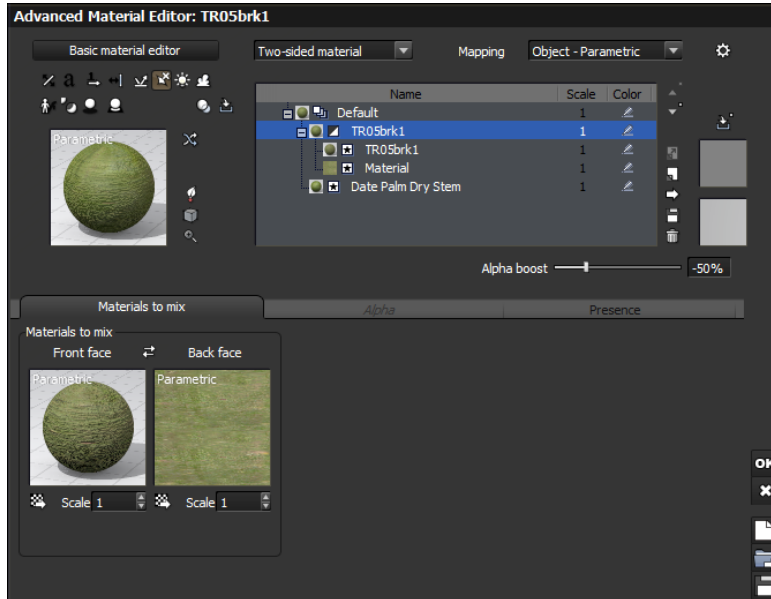 Advanced Material Editor: TR05brk1
Basic material editor
Two-sided material
Mapping
Object - Parametric
Name Scale Color
Default 1
TR05brk1 1
TR05brk1 1
Material 1
Date Palm Dry Stem 1
Parametric
Alpha boost -50%
Materials to mix
Alpha
Presence
Materials to mix
Front face
Back face
Parametric
Parametric
Scale 1
Scale 1
OK